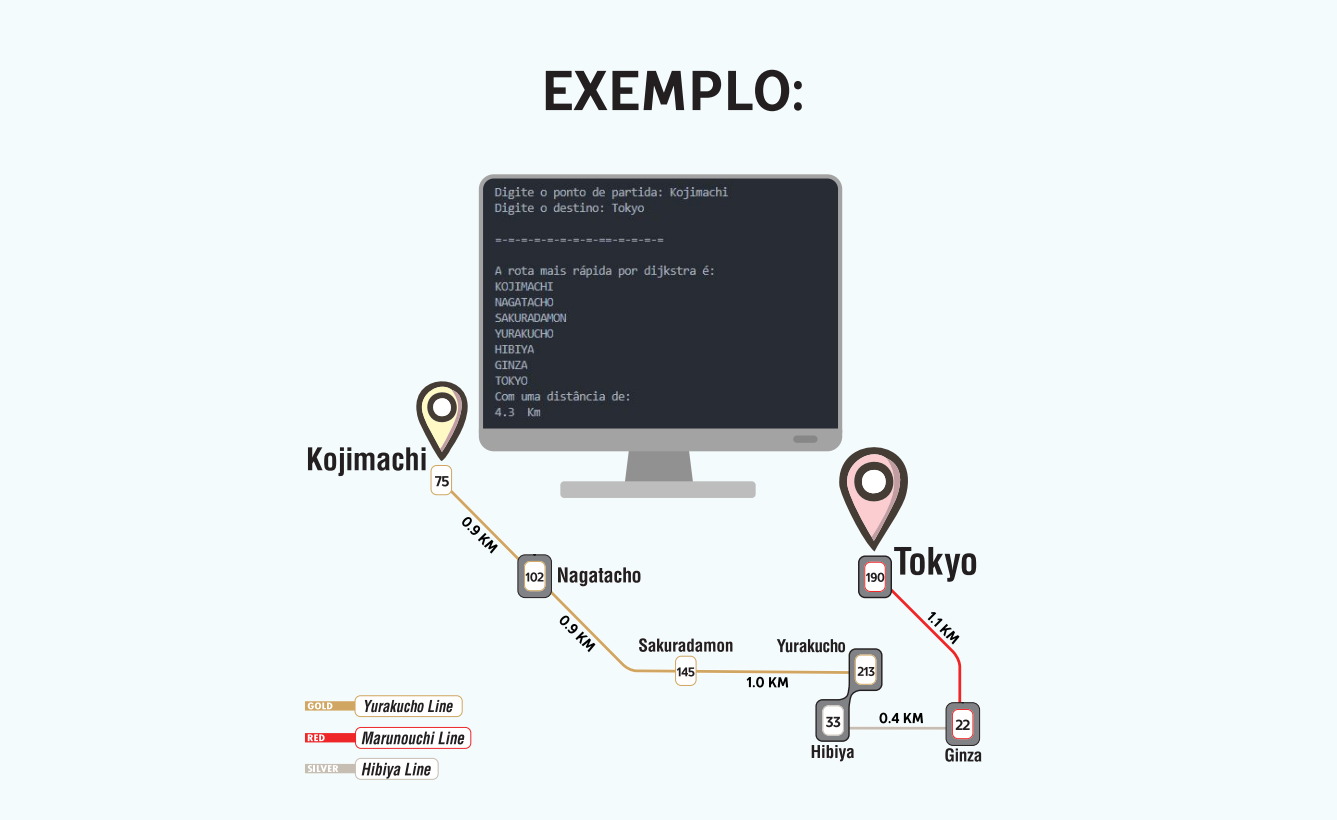 EXEMPLO:
Digite o ponto de partida: Kojimachi
Digite o destino: Tokyo
=-=-=-=-=-=-=-=-==-=-=-=-=
A rota mais rápida por dijkstra é:
KOJIMACHI
NAGATACHO
SAKURADAMON
YURAKUCHO
HIBIYA
GINZA
TOKYO
Com uma distância de:
4.3 Km
Kojimachi
75
0.9 KM
102
Nagatacho
0.9 KM
Sakuradamon
145
1.0 KM
Yurakucho
213
33
Hibiya
0.4 KM
22
Ginza
1.1 KM
190
Tokyo
GOLD Yurakucho Line
RED Marunouchi Line
SILVER Hibiya Line